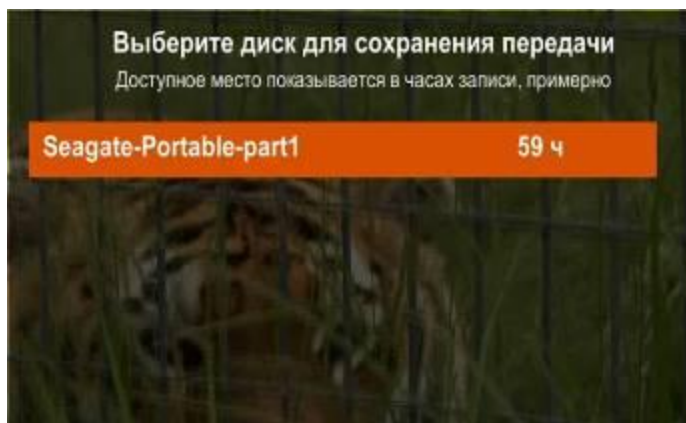 Выберите диск для сохранения передачи
Доступное место показывается в часах записи, примерно
Seagate-Portable-part1 59 ч